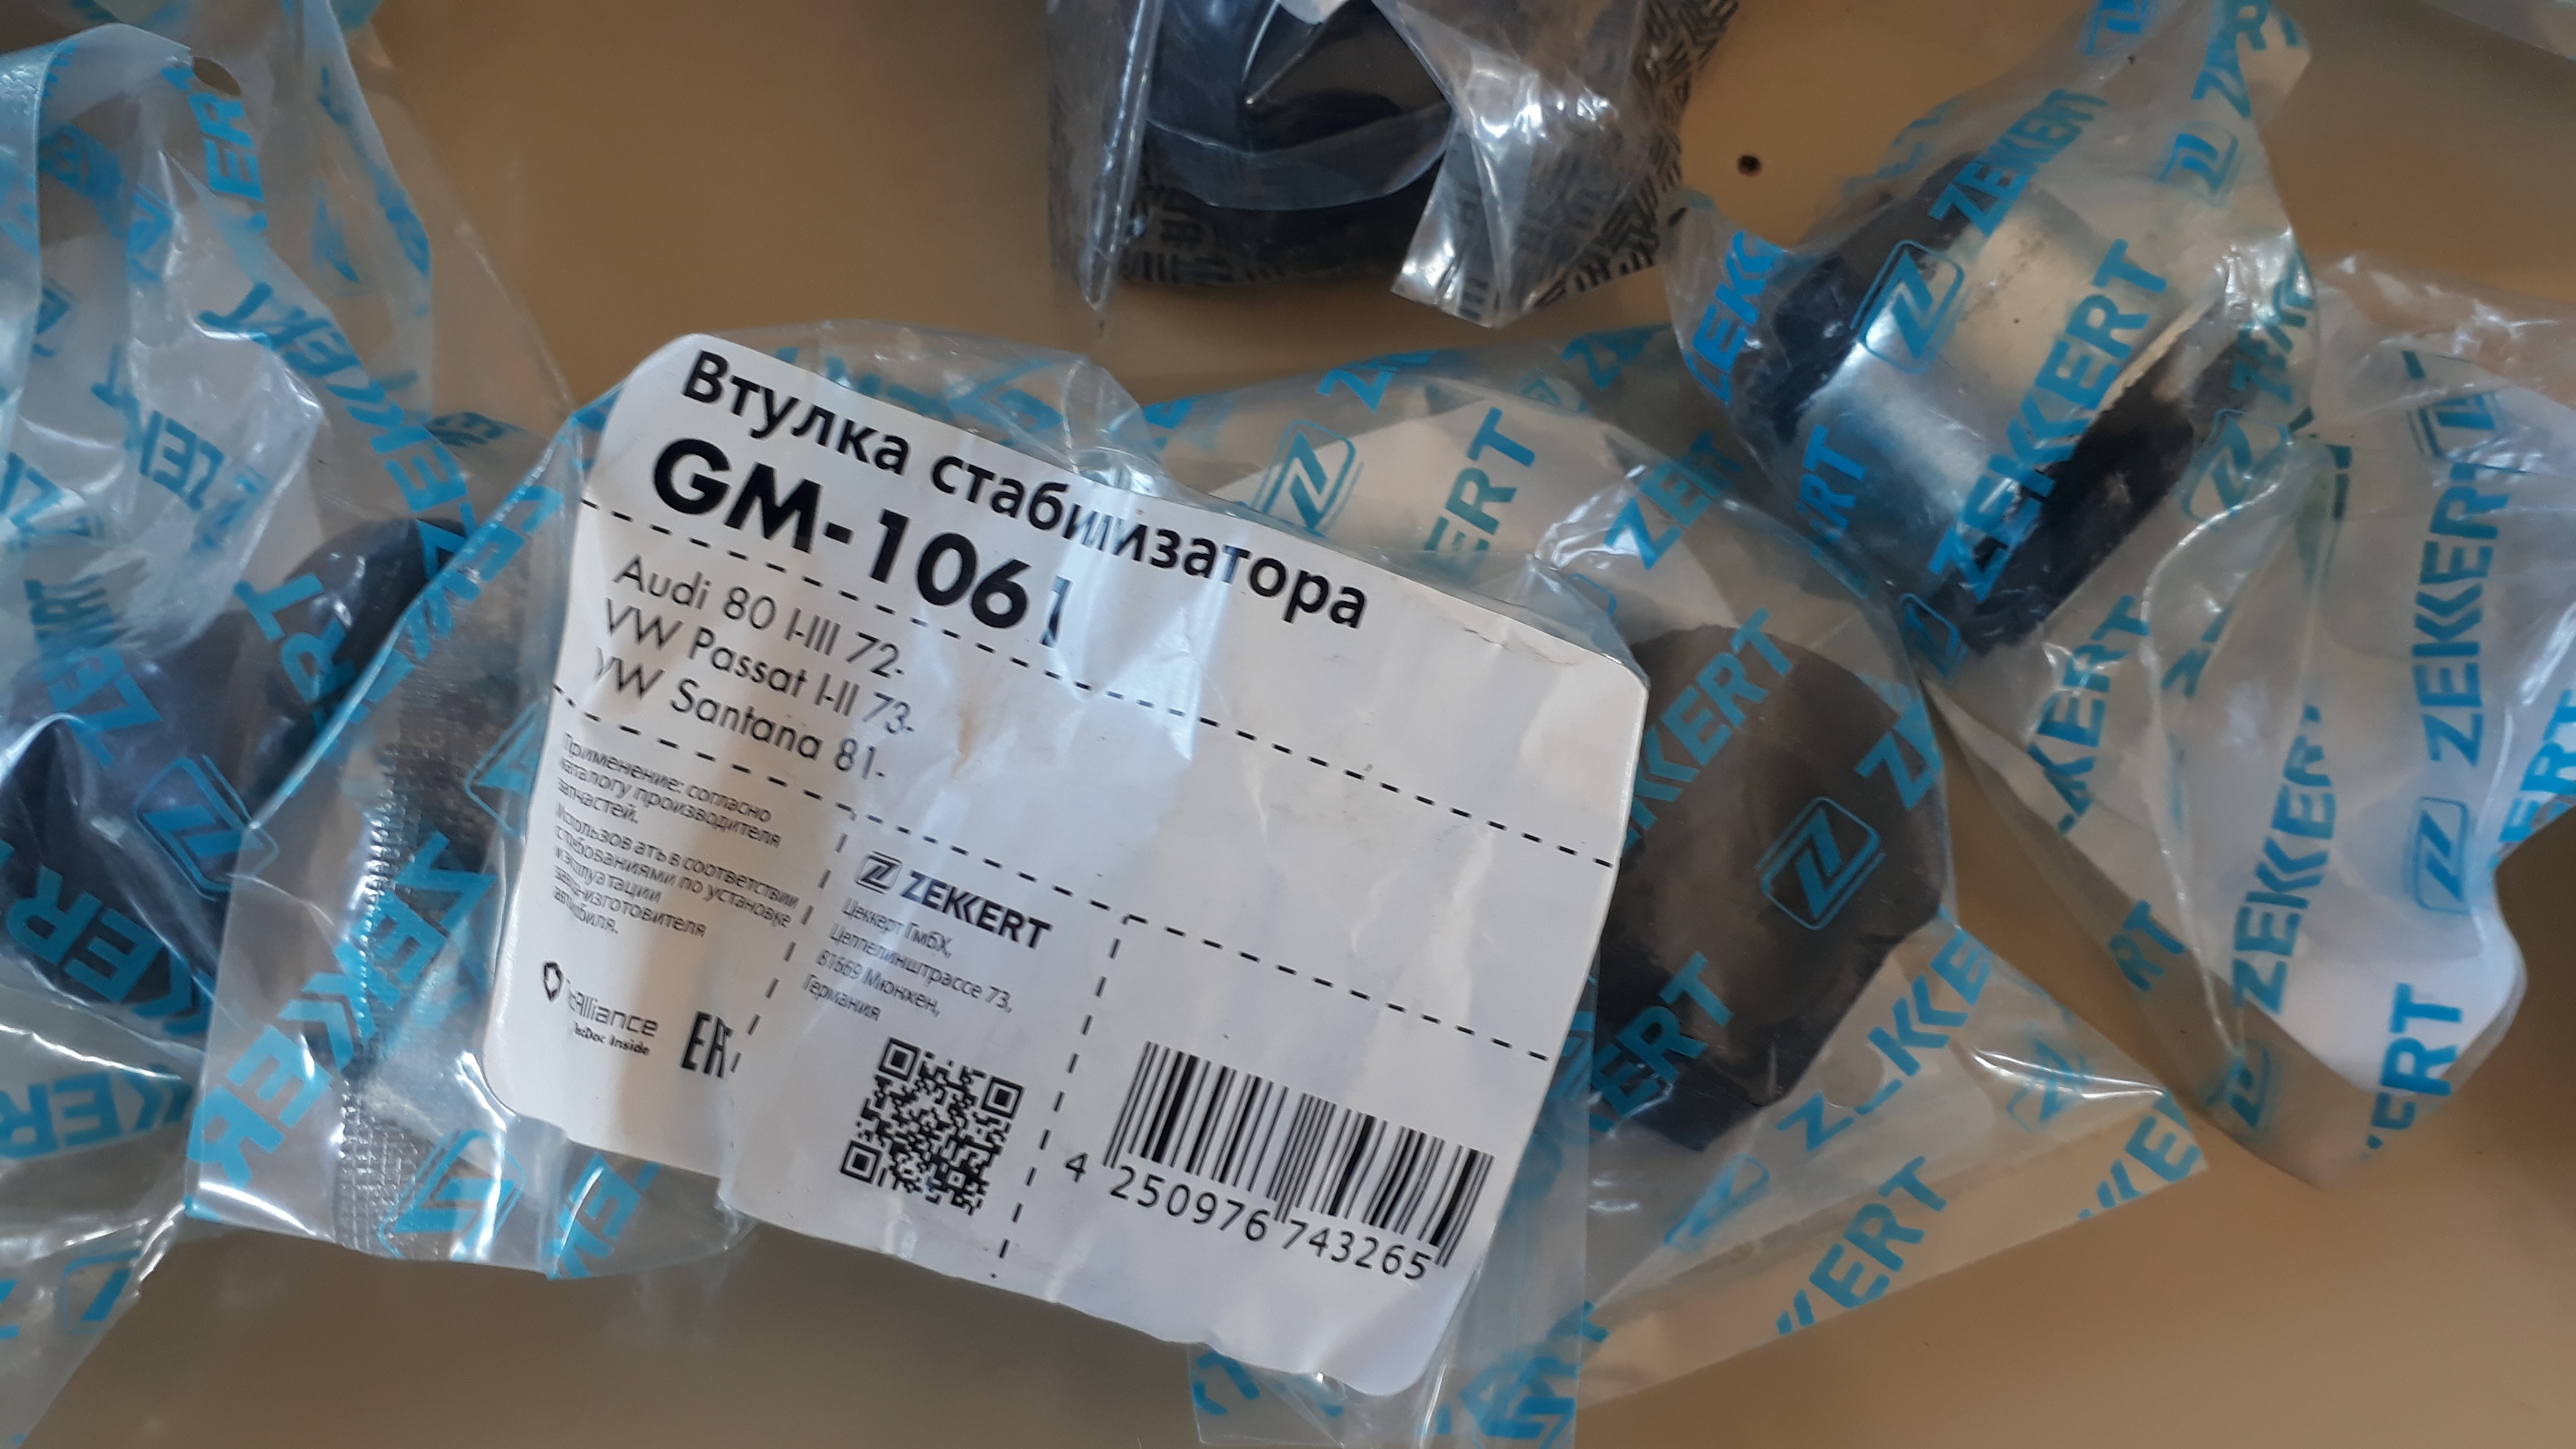 Втулка стабилизатора
GM-1061
Audi 80 I-III 72-
VW Passat I-II 73-
VW Santana 81-
Применение: согласно
каталогу производителя
запчастей.
Использовать в соответствии
с требованиями по установке
и эксплуатации
завода-изготовителя
автомобиля.
TecAlliance
TecDoc Inside
EAC
ZEKKERT
Цеккерт ГмбХ,
Цеппелинштрассе 73,
81669 Мюнхен,
Германия
4 250976 743265
ZEKKERT
ZEKKERT
ZEKKERT
ZEKKERT